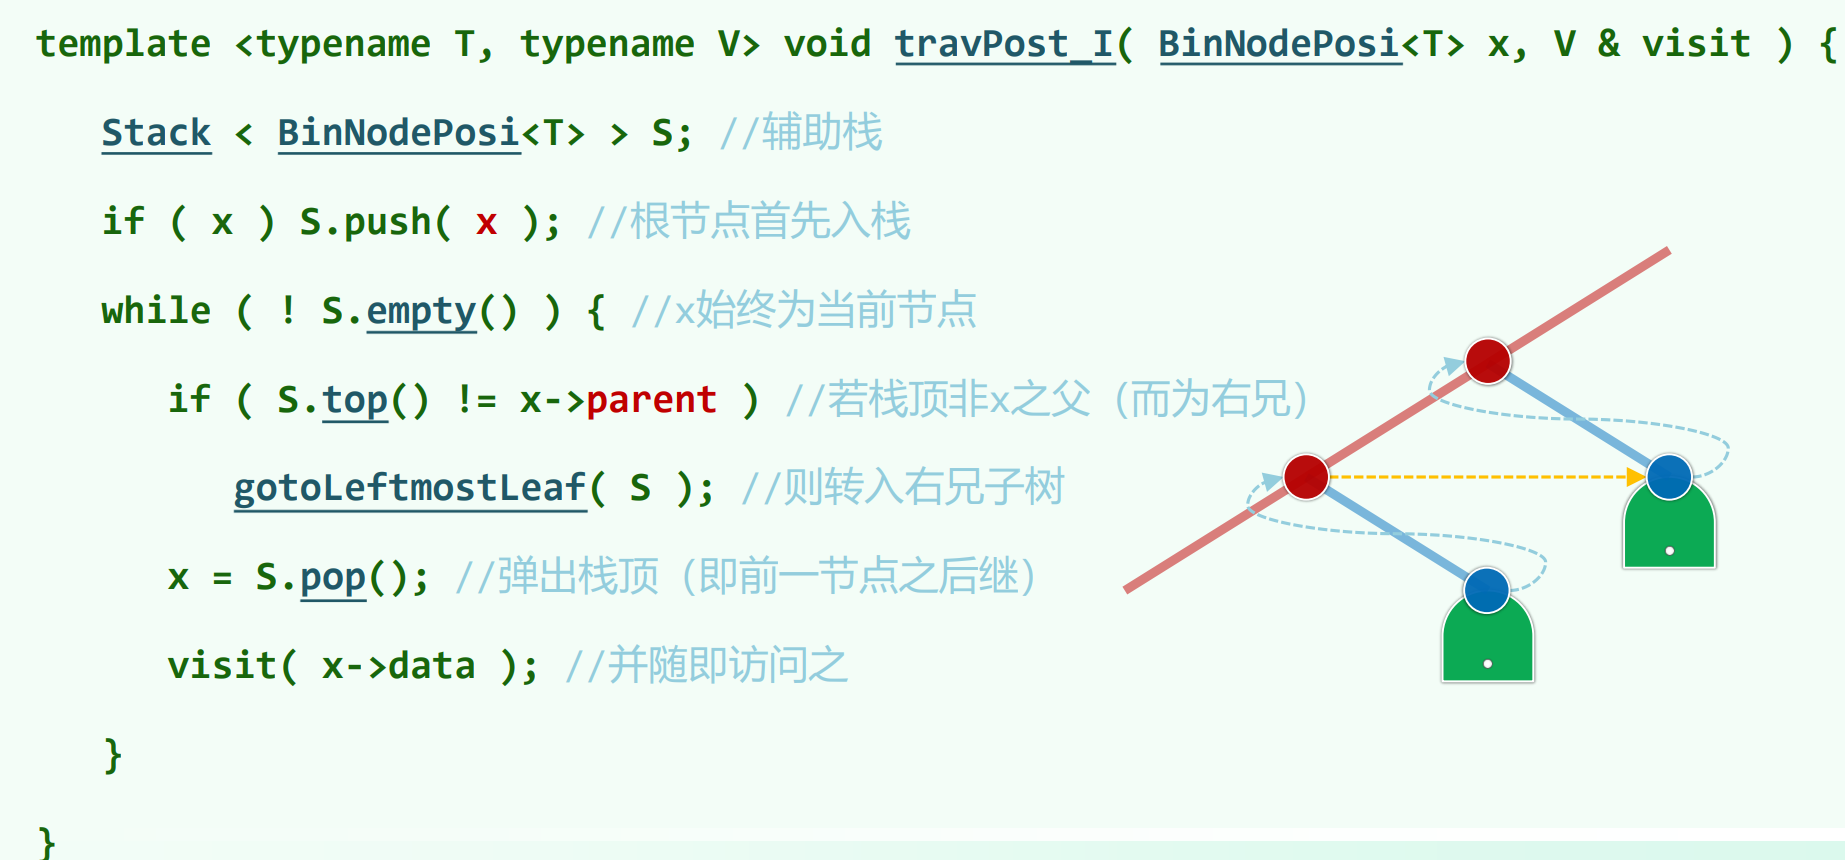 template <typename T, typename V> void travPost_I( BinNodePosi<T> x, V & visit ) {
Stack < BinNodePosi<T> > S; //辅助栈
if ( x ) S.push( x ); //根节点首先入栈
while ( ! S.empty() ) { //x始终为当前节点
if ( S.top() != x->parent ) //若栈顶非x之父（而为右兄）
gotoLeftmostLeaf( S ); //则转入右兄子树
x = S.pop(); //弹出栈顶（即前一节点之后继）
visit( x->data ); //并随即访问之
}
}